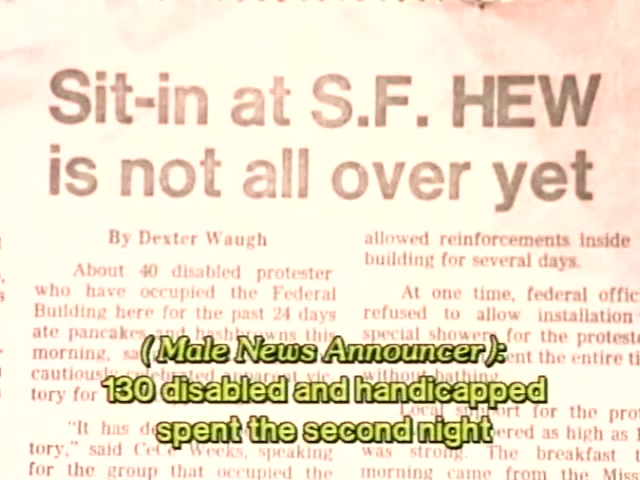 Sit-in at S.F. HEW
is not all over yet
By Dexter Waugh
About 40 disabled protester
who have occupied the Federal
Building here for the past 24 days
ate pancakes and hashbrowns this
morning,
cautiously celebrated apparent vic-
tory for
"It has
tory," said CeCe Weeks, speaking
for the group that occupied the
allowed reinforcements inside
building for several days.
At one time, federal offic
refused to allow installation
special showers for the proteste
ent the entire ti
without bathing.
Local support for the pro
ered as high as
was strong. The breakfast t
morning came from the Miss
(Male News Announcer):
130 disabled and handicapped
spent the second night